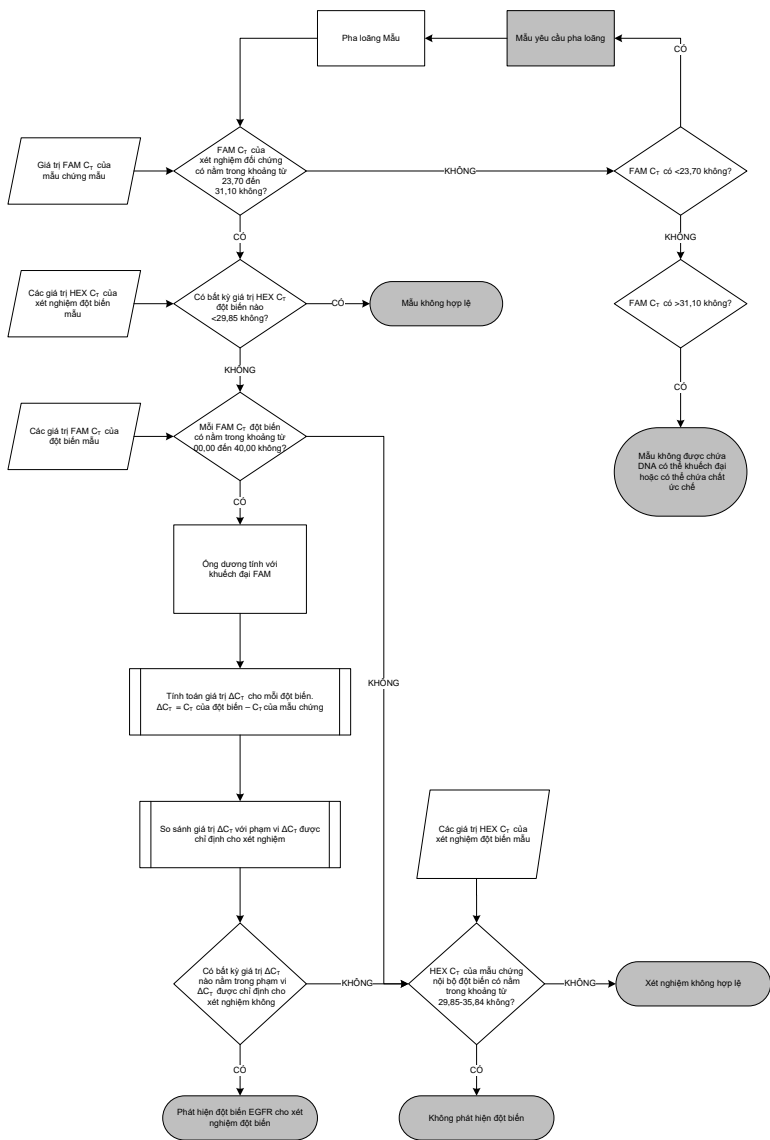 Pha loãng Mẫu
Mẫu yêu cầu pha loãng
CÓ
Giá trị FAM CT của
mẫu chứng mẫu
FAM CT của
xét nghiệm đối chứng
có nằm trong khoảng từ
23,70 đến
31,10 không?
KHÔNG
FAM CT có <23,70 không?
CÓ
KHÔNG
Các giá trị HEX CT của
xét nghiệm đột biến
mẫu
Có bất kỳ giá trị HEX CT
đột biến nào
<29,85 không?
CÓ
Mẫu không hợp lệ
FAM CT có >31,10 không?
KHÔNG
CÓ
Các giá trị FAM CT của
đột biến mẫu
Mỗi FAM CT đột biến
có nằm trong khoảng từ
00,00 đến 40,00 không?
Mẫu không được chứa
DNA có thể khuếch đại
hoặc có thể chứa chất
ức chế
CÓ
Ống dương tính với
khuếch đại FAM
KHÔNG
Tính toán giá trị ΔCT cho mỗi đột biến.
ΔCT = CT của đột biến – CT của mẫu chứng
So sánh giá trị ΔCT với phạm vi ΔCT được
chỉ định cho xét nghiệm
Các giá trị HEX CT của
xét nghiệm đột biến mẫu
Có bất kỳ giá trị ΔCT
nào nằm trong phạm vi
ΔCT được chỉ định cho
xét nghiệm không
KHÔNG
HEX CT của mẫu chứng
nội bộ đột biến có nằm
trong khoảng từ
29,85-35,84 không?
KHÔNG
Xét nghiệm không hợp lệ
CÓ
CÓ
Phát hiện đột biến EGFR cho xét
nghiệm đột biến
Không phát hiện đột biến